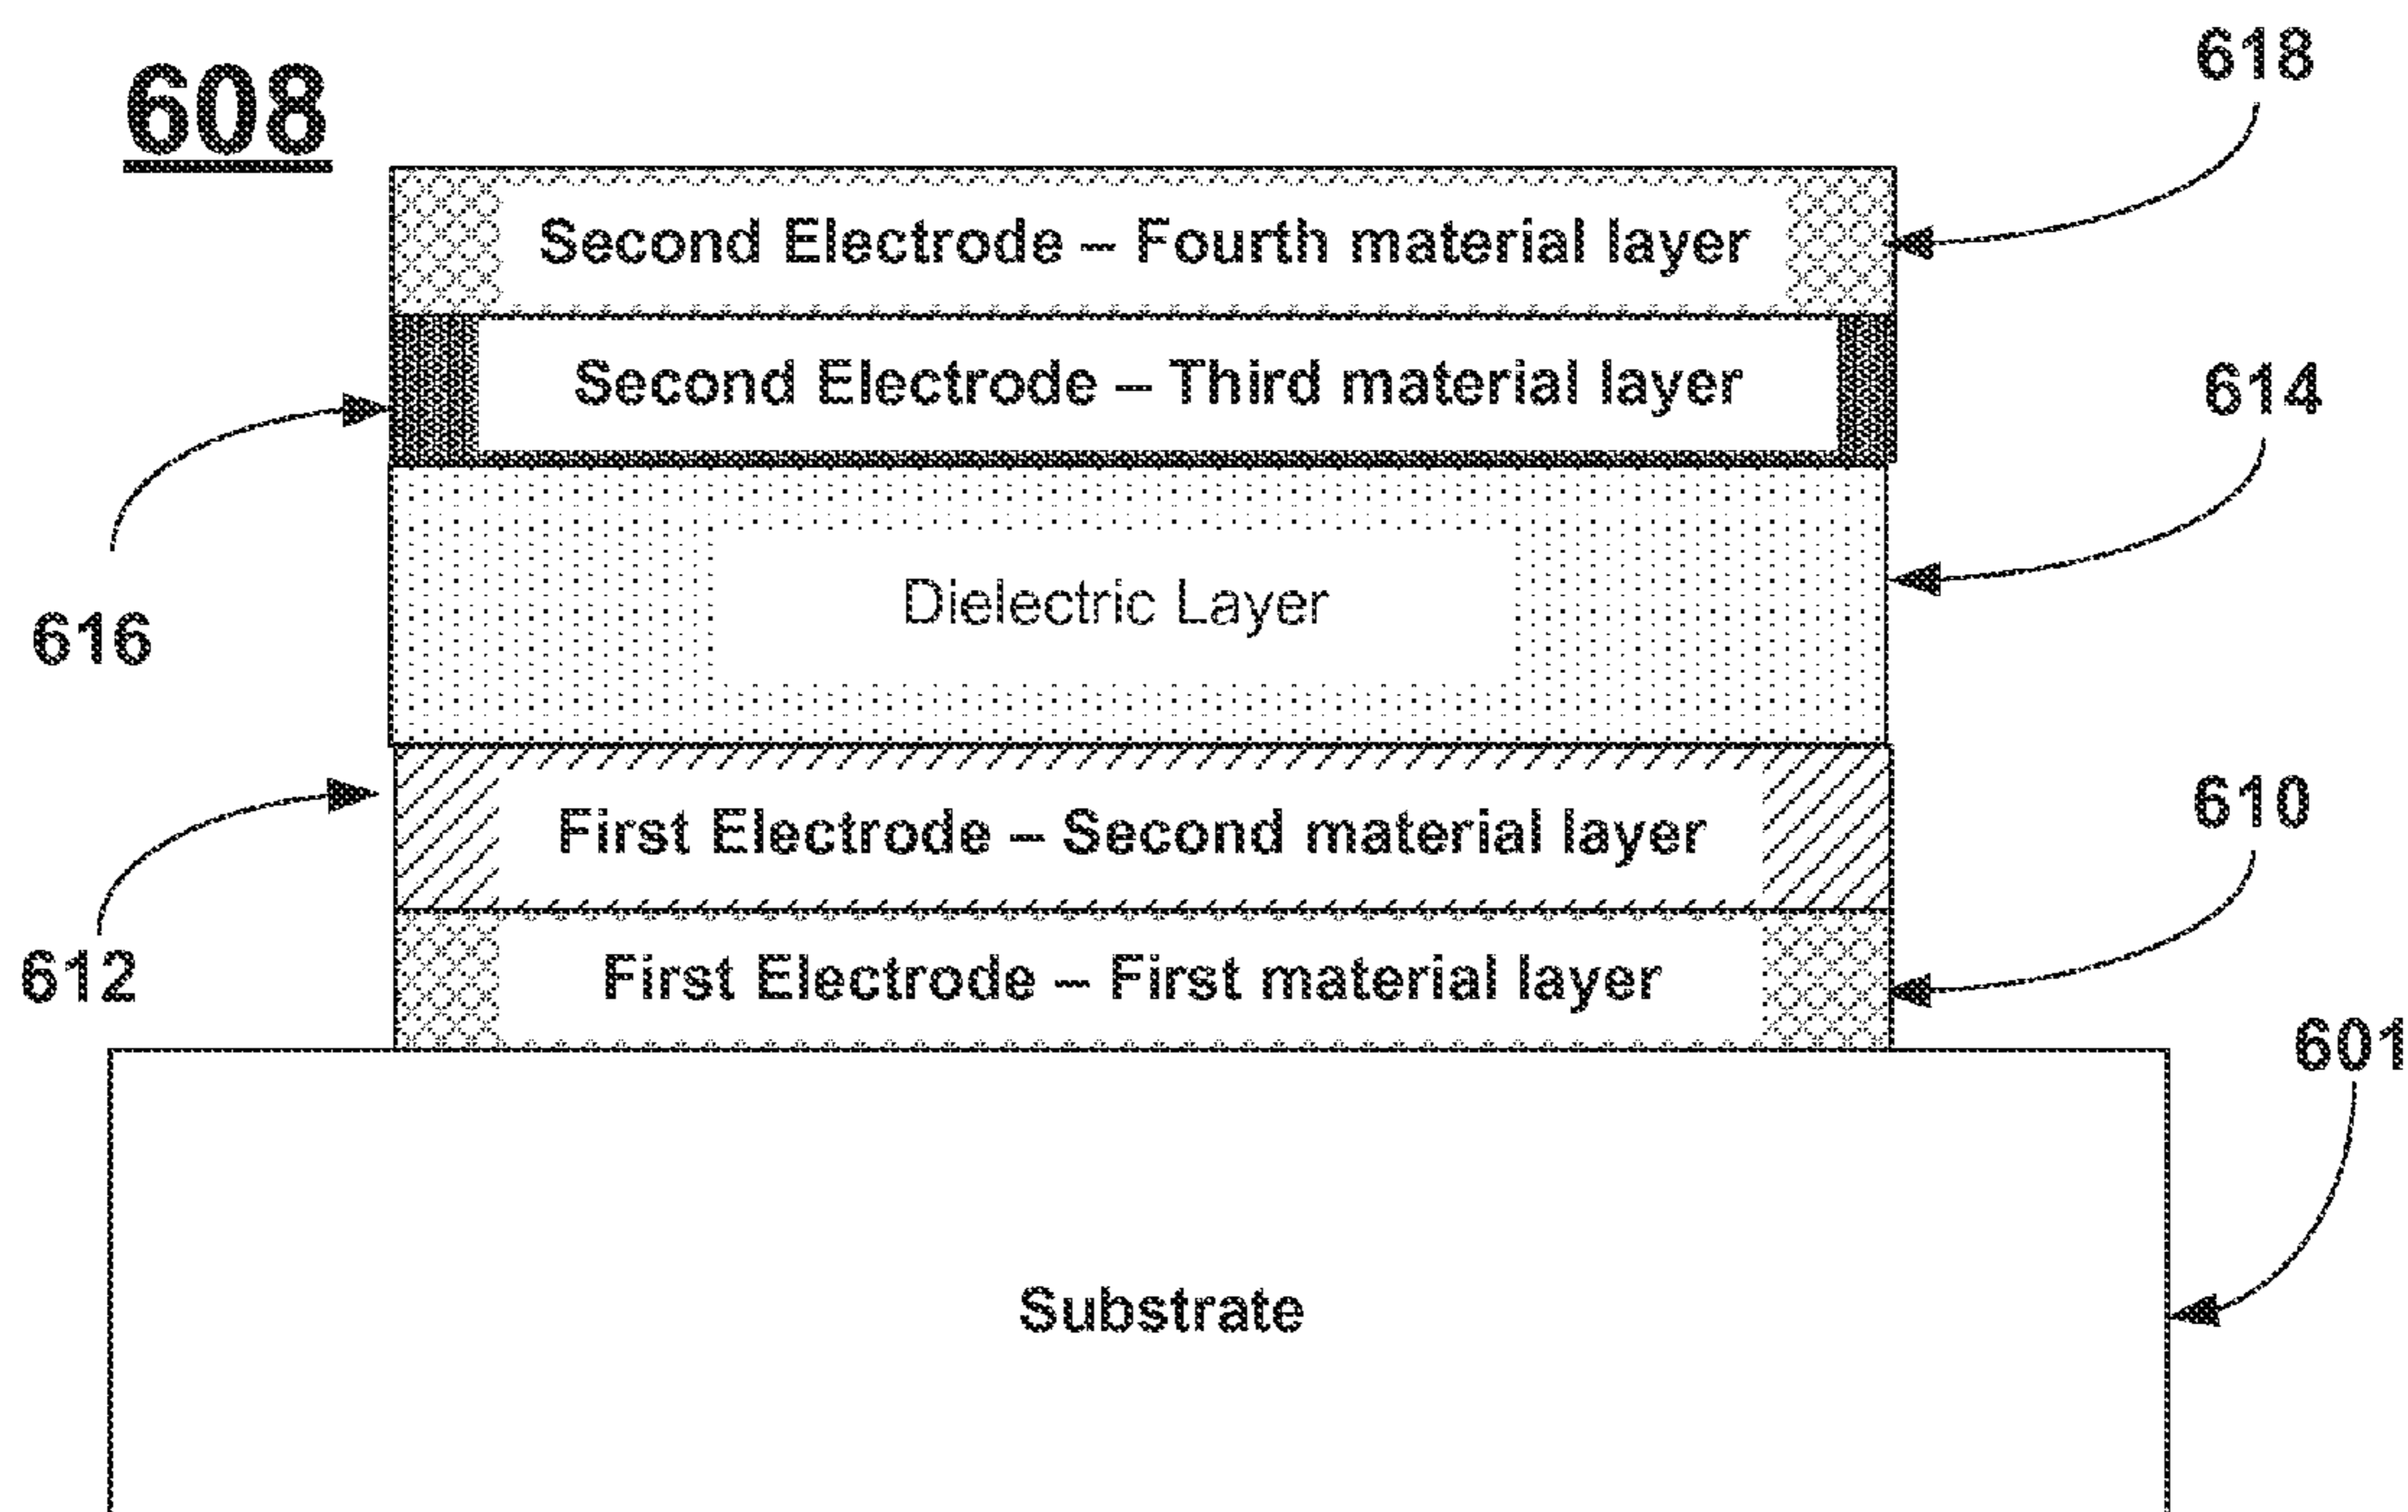 608
618
Second Electrode – Fourth material layer
Second Electrode – Third material layer
614
616
Dielectric Layer
610
First Electrode – Second material layer
612
First Electrode – First material layer
601
Substrate